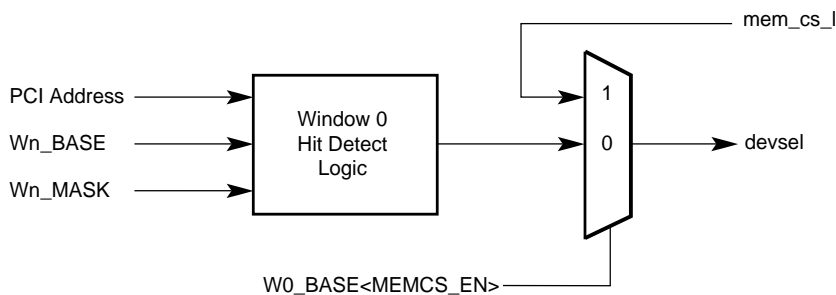 mem_cs_l
PCI Address
Wn_BASE
Wn_MASK
Window 0
Hit Detect
Logic
1
0
devsel
W0_BASE<MEMCS_EN>